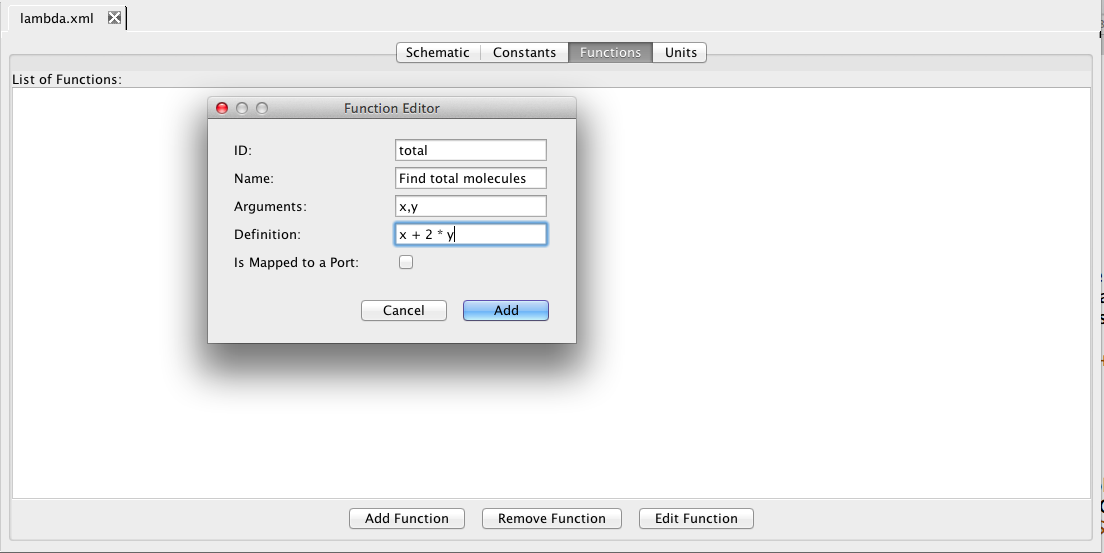 lambda.xml
Schematic Constants Functions Units
List of Functions:
Function Editor
ID: total
Name: Find total molecules
Arguments: x,y
Definition: x + 2 * y
Is Mapped to a Port:
Cancel Add
Add Function Remove Function Edit Function